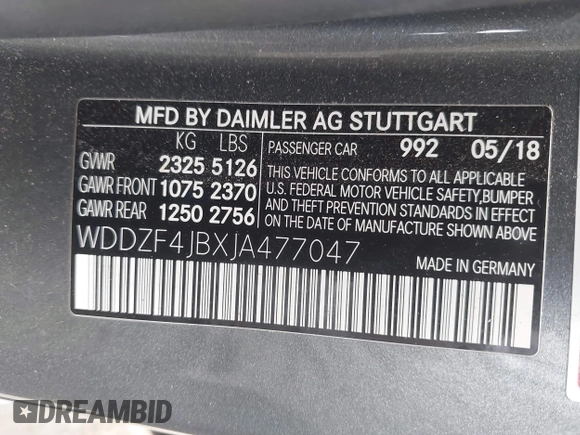 MFD BY DAIMLER AG STUTTGART
KG LBS
GVWR 2325 5126
GAWR FRONT 1075 2370
GAWR REAR 1250 2756
PASSENGER CAR 992 05/18
THIS VEHICLE CONFORMS TO ALL APPLICABLE
U.S. FEDERAL MOTOR VEHICLE SAFETY,BUMPER
AND THEFT PREVENTION STANDARDS IN EFFECT
ON THE DATE OF MANUFACTURE SHOWN ABOVE.
WDDZF4JBXJA477047
MADE IN GERMANY
DREAMBID